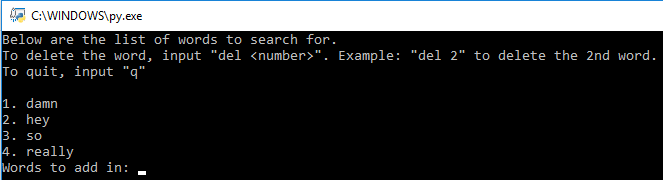 C:\WINDOWS\py.exe
Below are the list of words to search for.
To delete the word, input "del <number>". Example: "del 2" to delete the 2nd word.
To quit, input "q"
1. damn
2. hey
3. so
4. really
Words to add in: